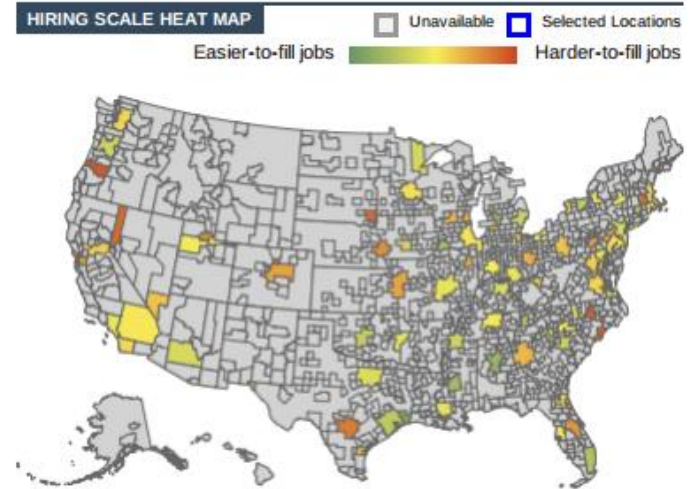 HIRING SCALE HEAT MAP
Unavailable
Selected Locations
Easier-to-fill jobs
Harder-to-fill jobs